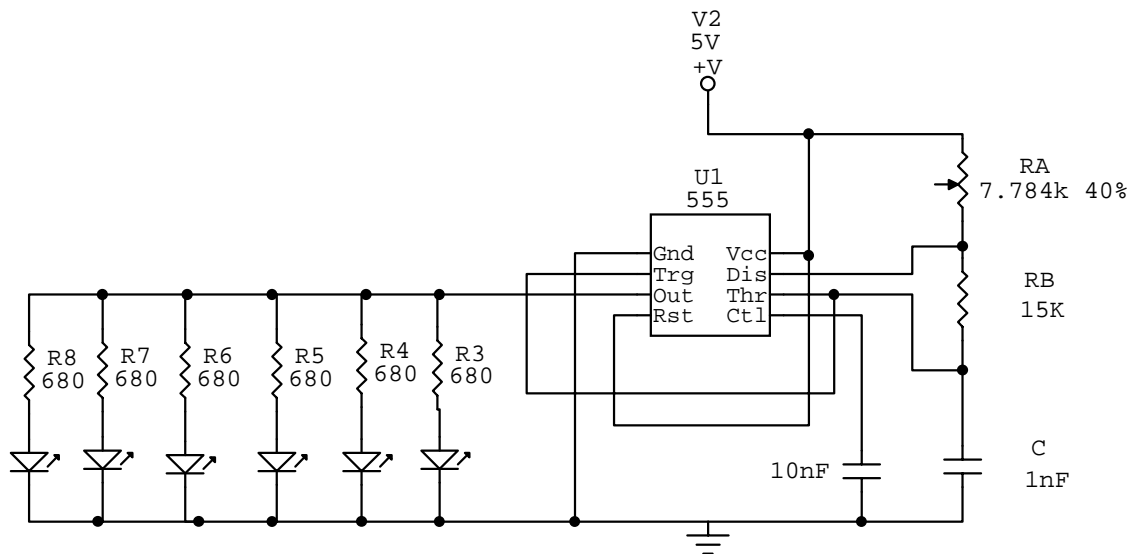 V2
5V
+V
RA
7.784k 40%
U1
555
Gnd
Trg
Out
Rst
Vcc
Dis
Thr
Ctl
RB
15K
R8
680
R7
680
R6
680
R5
680
R4
680
R3
680
10nF
C
1nF